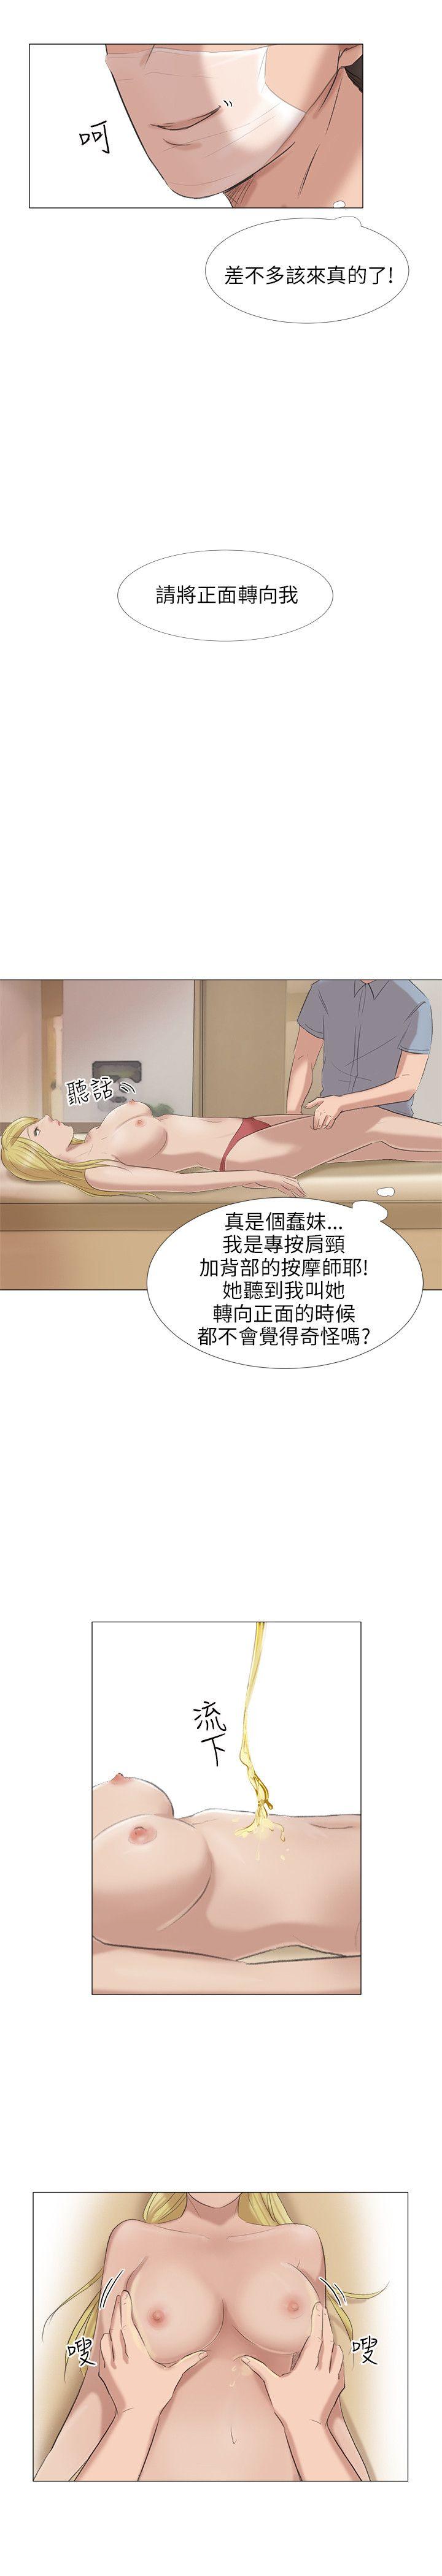 呵
差不多該來真的了!
請將正面轉向我
聽話
真是個蠢妹...
我是專按肩頸
加背部的按摩師耶!
她聽到我叫她
轉向正面的時候
都不會覺得奇怪嗎?
流下
嗖
嗖